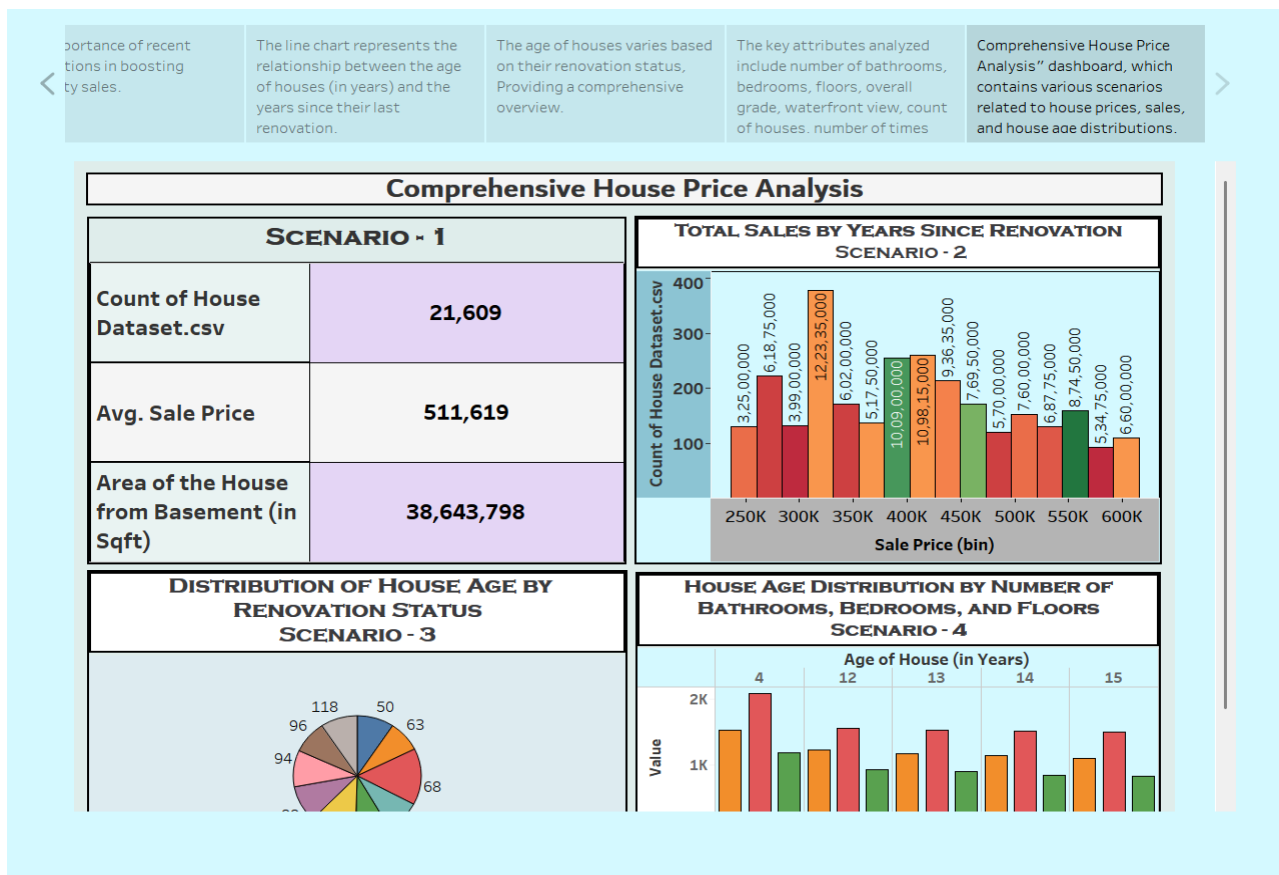 portance of recent
tions in boosting
ty sales.
The line chart represents the
relationship between the age
of houses (in years) and the
years since their last
renovation.
The age of houses varies based
on their renovation status,
Providing a comprehensive
overview.
The key attributes analyzed
include number of bathrooms,
bedrooms, floors, overall
grade, waterfront view, count
of houses, number of times
Comprehensive House Price
Analysis” dashboard, which
contains various scenarios
related to house prices, sales,
and house age distributions.
Comprehensive House Price Analysis
Scenario - 1
Count of House
Dataset.csv
21,609
Avg. Sale Price
511,619
Area of the House
from Basement (in
Sqft)
38,643,798
Total Sales by Years Since Renovation
Scenario - 2
Count of House Dataset.csv
400
300
200
100
3,25,00,000
6,18,75,000
3,99,00,000
12,23,35,000
6,02,00,000
5,17,50,000
10,09,00,000
10,98,15,000
9,36,35,000
7,69,50,000
5,70,00,000
7,60,00,000
6,87,75,000
8,74,50,000
5,34,75,000
6,60,00,000
250K 300K 350K 400K 450K 500K 550K 600K
Sale Price (bin)
Distribution of House Age by
Renovation Status
Scenario - 3
118
50
96
63
94
68
House Age Distribution by Number of
Bathrooms, Bedrooms, and Floors
Scenario - 4
Age of House (in Years)
4 12 13 14 15
Value
2K
1K